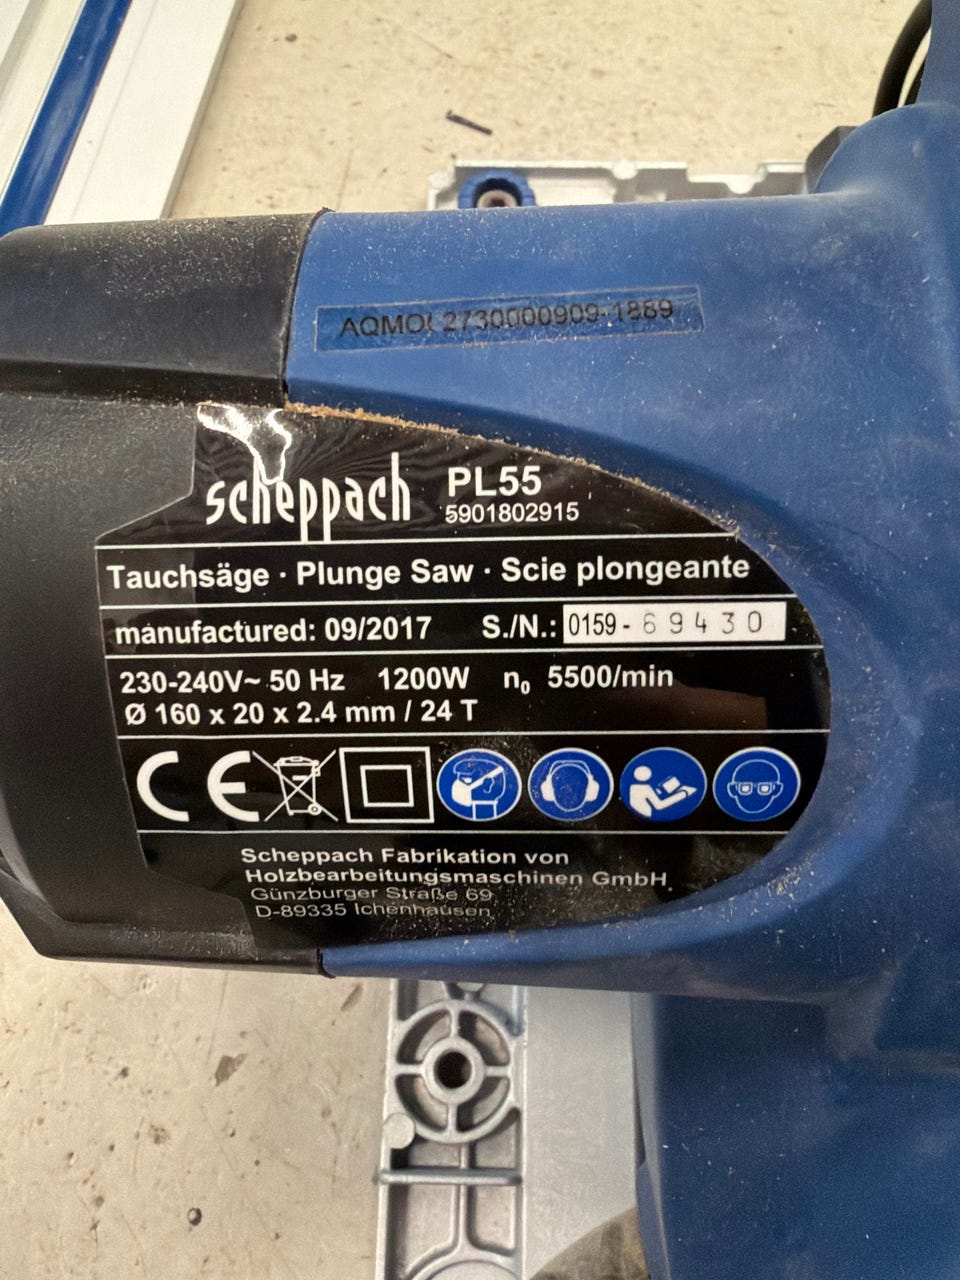 AQMOL2730000909-1889
scheppach PL55
5901802915
Tauchsäge · Plunge Saw · Scie plongeante
manufactured: 09/2017 S./N.: 0159 - 69430
230-240V~ 50 Hz 1200W n₀ 5500/min
Ø 160 x 20 x 2.4 mm / 24 T
CE
Scheppach Fabrikation von
Holzbearbeitungsmaschinen GmbH
Günzburger Straße 69
D-89335 Ichenhausen